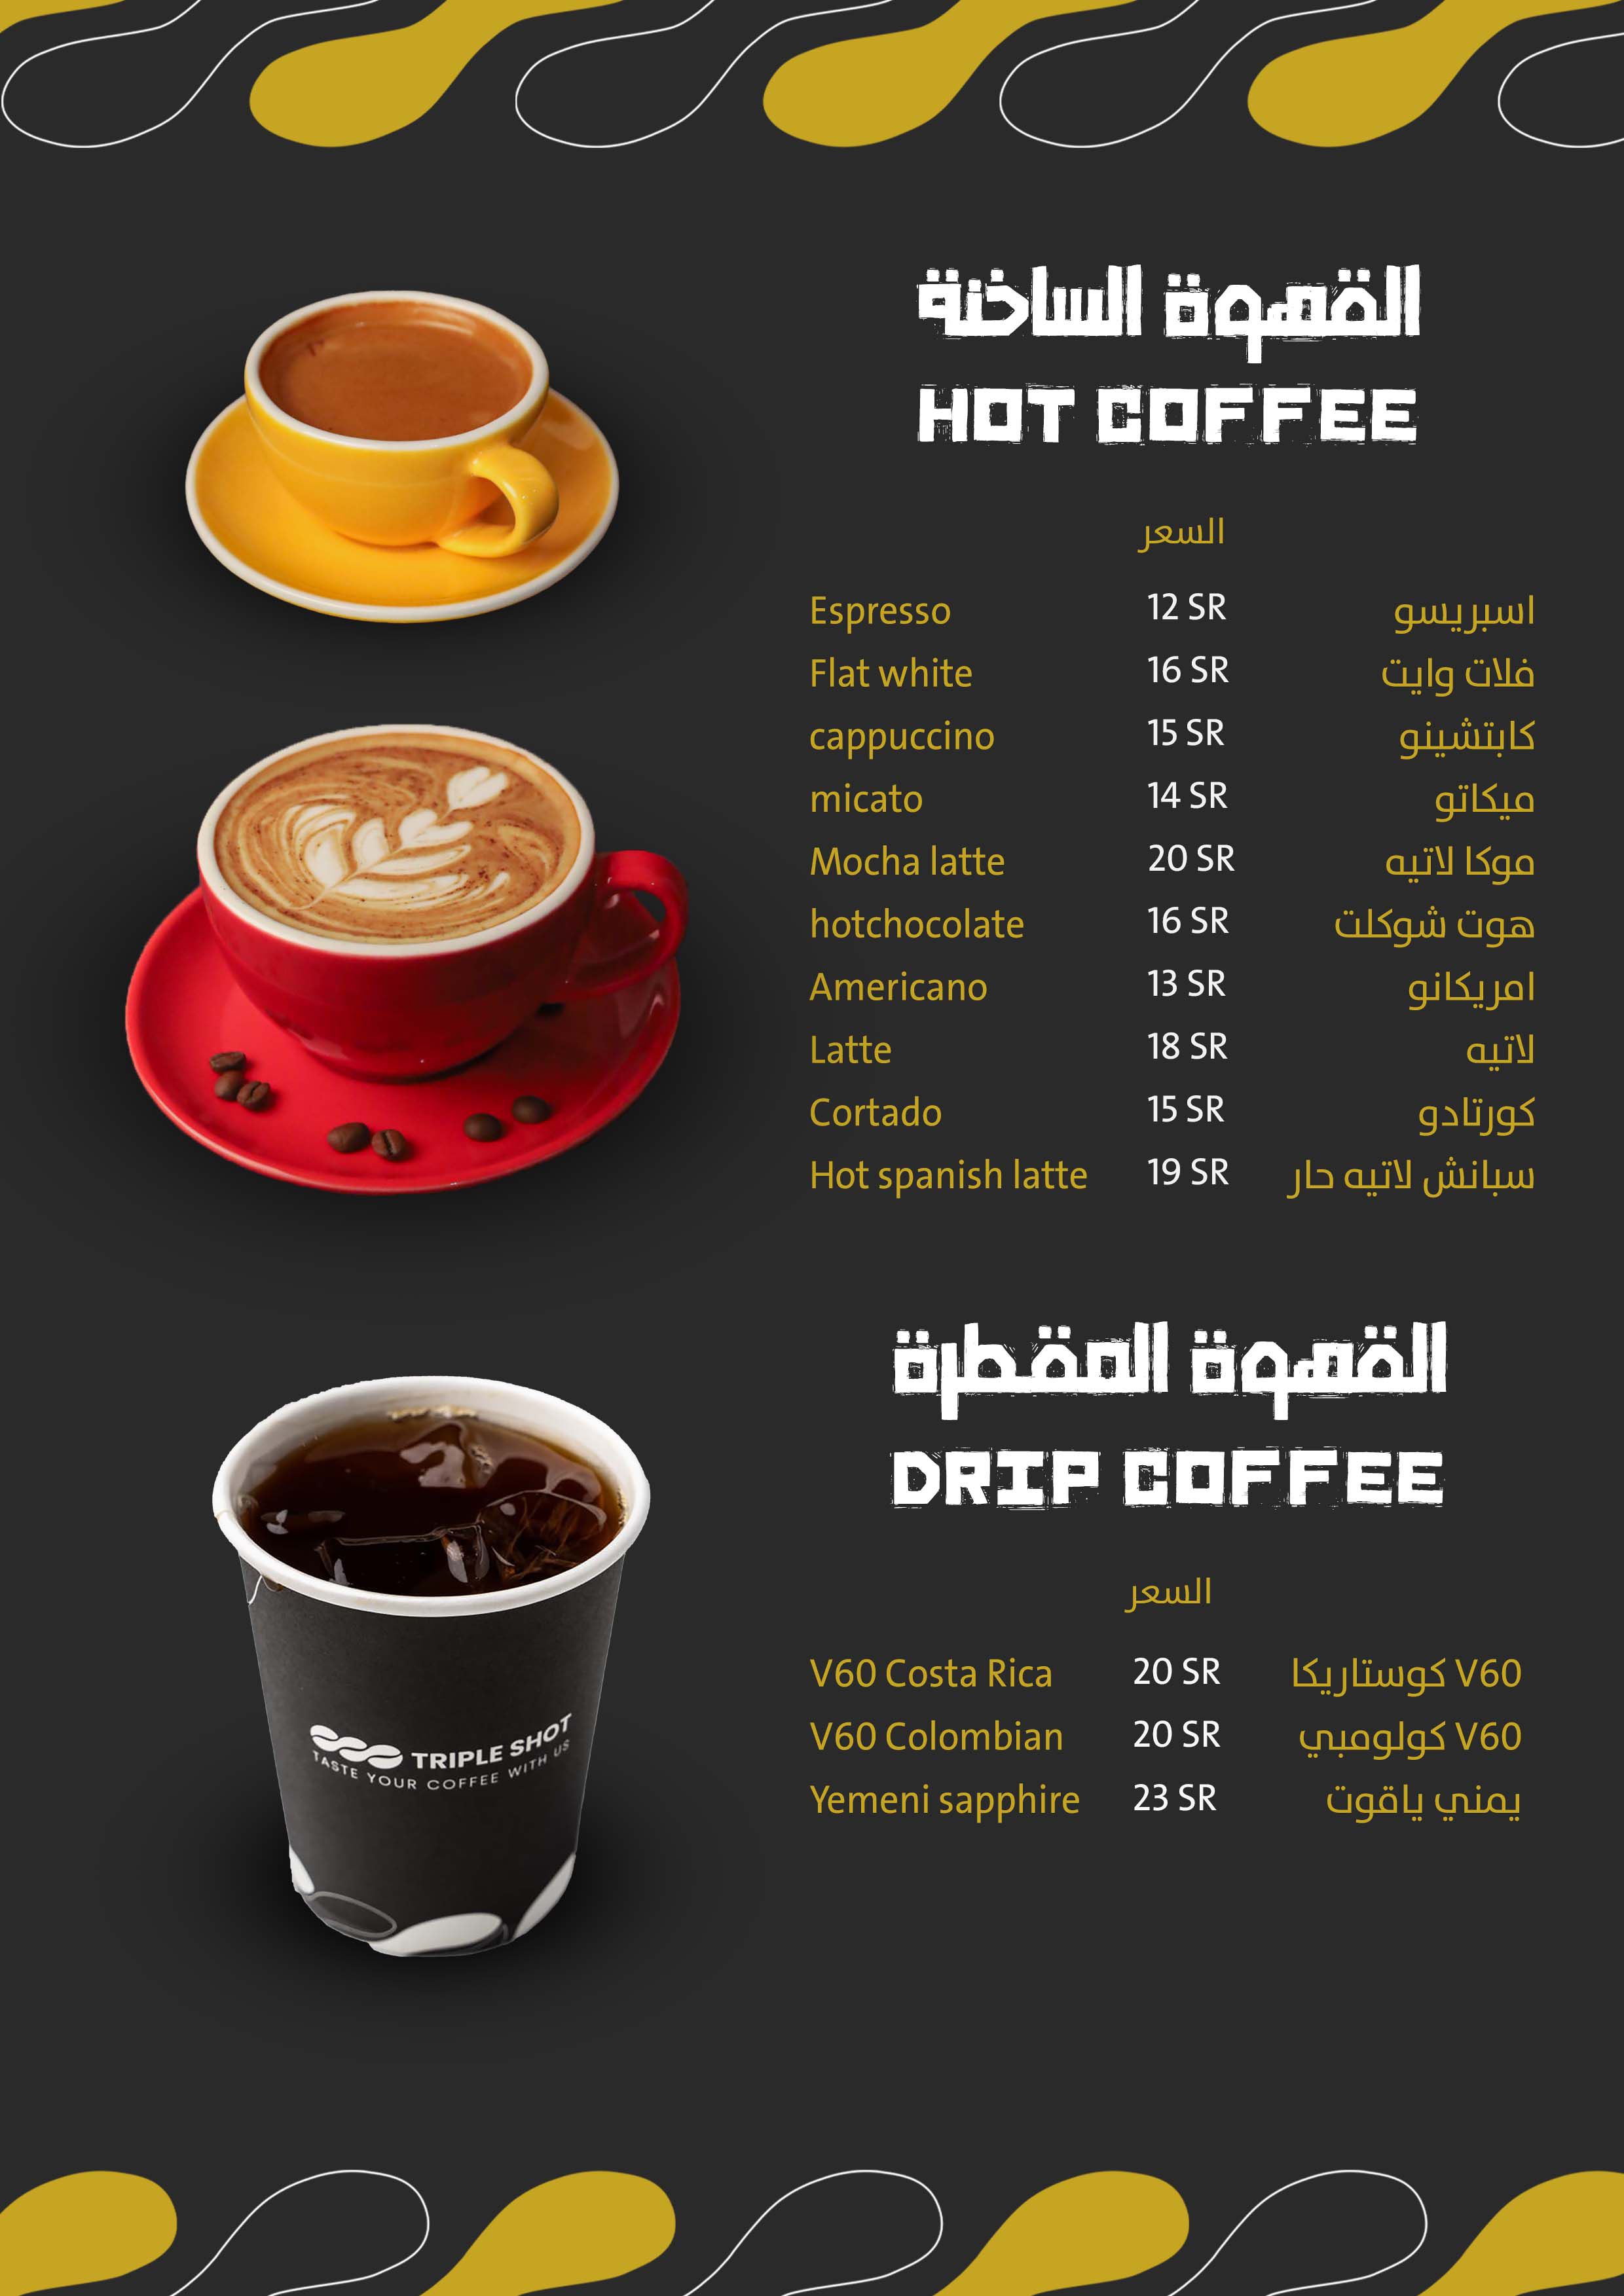 القهوة الساخنة
HOT COFFEE
السعر
Espresso 12 SR اسبريسو
Flat white 16 SR فلات وايت
cappuccino 15 SR كابتشينو
micato 14 SR ميكاتو
Mocha latte 20 SR موكا لاتيه
hotchocolate 16 SR هوت شوكلت
Americano 13 SR امريكانو
Latte 18 SR لاتيه
Cortado 15 SR كورتادو
Hot spanish latte 19 SR سبانش لاتيه حار
القهوة المقطرة
DRIP COFFEE
السعر
V60 Costa Rica 20 SR V60 كوستاريكا
V60 Colombian 20 SR V60 كولومبي
Yemeni sapphire 23 SR يمني ياقوت
TRIPLE SHOT
TASTE YOUR COFFEE WITH US